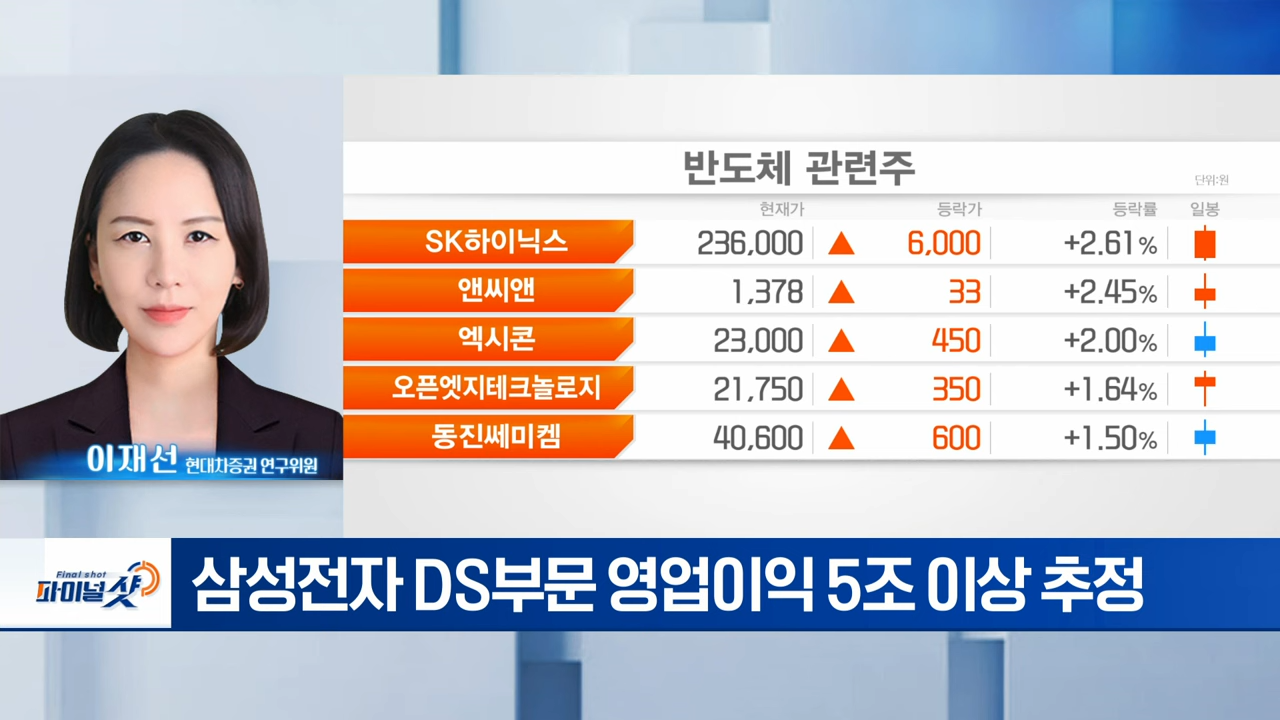 반도체 관련주
단위:원
현재가 등락가 등락률 일봉
SK하이닉스 236,000 ▲ 6,000 +2.61%
앤씨앤 1,378 ▲ 33 +2.45%
엑시콘 23,000 ▲ 450 +2.00%
오픈엣지테크놀로지 21,750 ▲ 350 +1.64%
동진쎄미켐 40,600 ▲ 600 +1.50%
이재선 현대차증권 연구위원
Final shot
파이널샷
삼성전자 DS부문 영업이익 5조 이상 추정